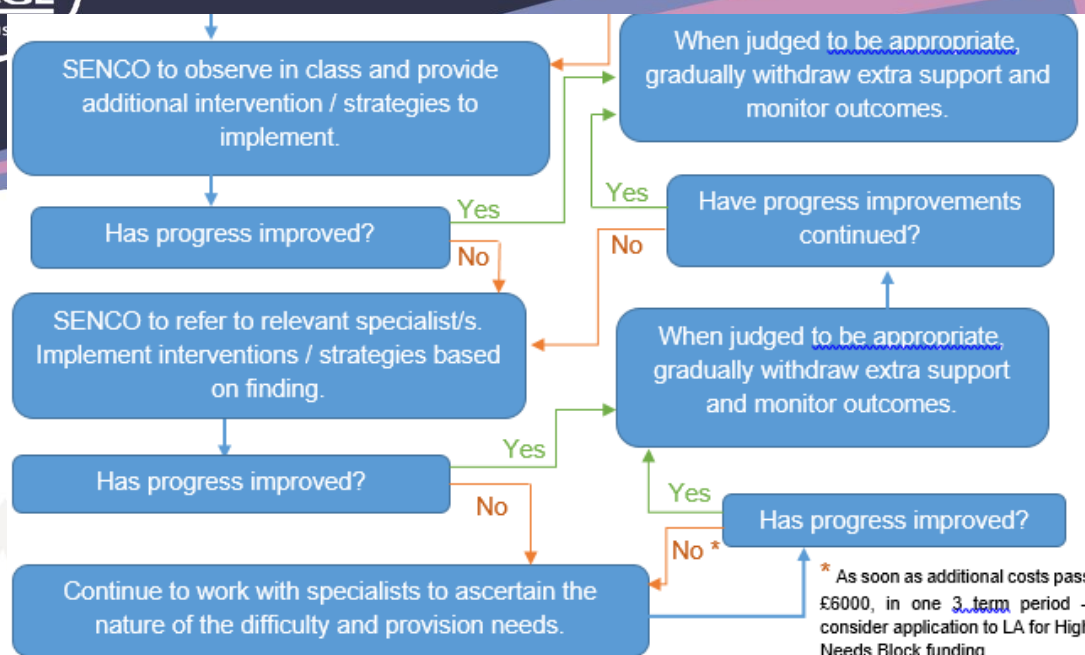 SENCO to observe in class and provide
additional intervention / strategies to
implement.
When judged to be appropriate,
gradually withdraw extra support and
monitor outcomes.
Has progress improved?
Yes
No
Yes
No
Have progress improvements
continued?
SENCO to refer to relevant specialist/s.
Implement interventions / strategies based
on finding.
When judged to be appropriate,
gradually withdraw extra support
and monitor outcomes.
Has progress improved?
Yes
No
Yes
No *
Has progress improved?
Continue to work with specialists to ascertain the
nature of the difficulty and provision needs.
* As soon as additional costs pass
£6000, in one 3 term period -
consider application to LA for High
Needs Block funding